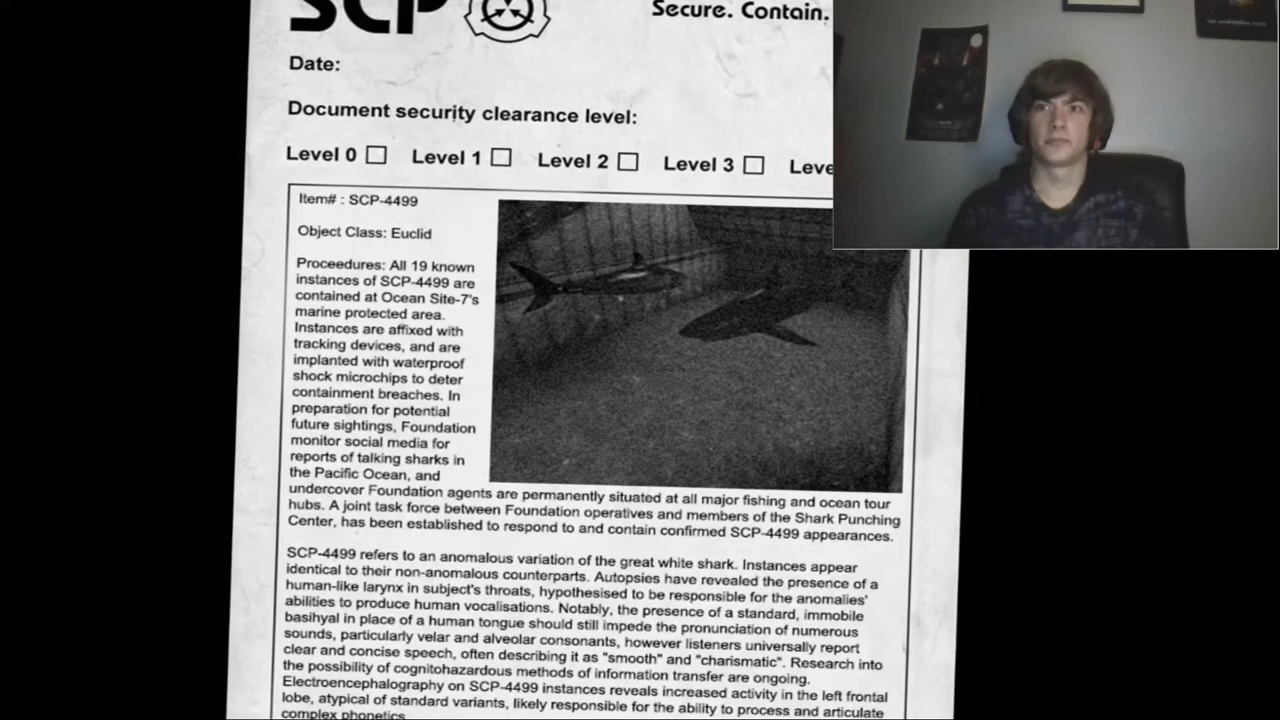 SCP
Secure. Contain.
Date:
Document security clearance level:
Level 0 Level 1 Level 2 Level 3 Leve
Item# : SCP-4499
Object Class: Euclid
Proceedures: All 19 known
instances of SCP-4499 are
contained at Ocean Site-7's
marine protected area.
Instances are affixed with
tracking devices, and are
implanted with waterproof
shock microchips to deter
containment breaches. In
preparation for potential
future sightings, Foundation
monitor social media for
reports of talking sharks in
the Pacific Ocean, and
undercover Foundation agents are permanently situated at all major fishing and ocean tour
hubs. A joint task force between Foundation operatives and members of the Shark Punching
Center, has been established to respond to and contain confirmed SCP-4499 appearances.
SCP-4499 refers to an anomalous variation of the great white shark. Instances appear
identical to their non-anomalous counterparts. Autopsies have revealed the presence of a
human-like larynx in subject's throats, hypothesised to be responsible for the anomalies'
abilities to produce human vocalisations. Notably, the presence of a standard, immobile
basihyal in place of a human tongue should still impede the pronunciation of numerous
sounds, particularly velar and alveolar consonants, however listeners universally report
clear and concise speech, often describing it as "smooth" and "charismatic". Research into
the possibility of cognitohazardous methods of information transfer are ongoing.
Electroencephalography on SCP-4499 instances reveals increased activity in the left frontal
lobe, atypical of standard variants, likely responsible for the ability to process and articulate
complex phonetics